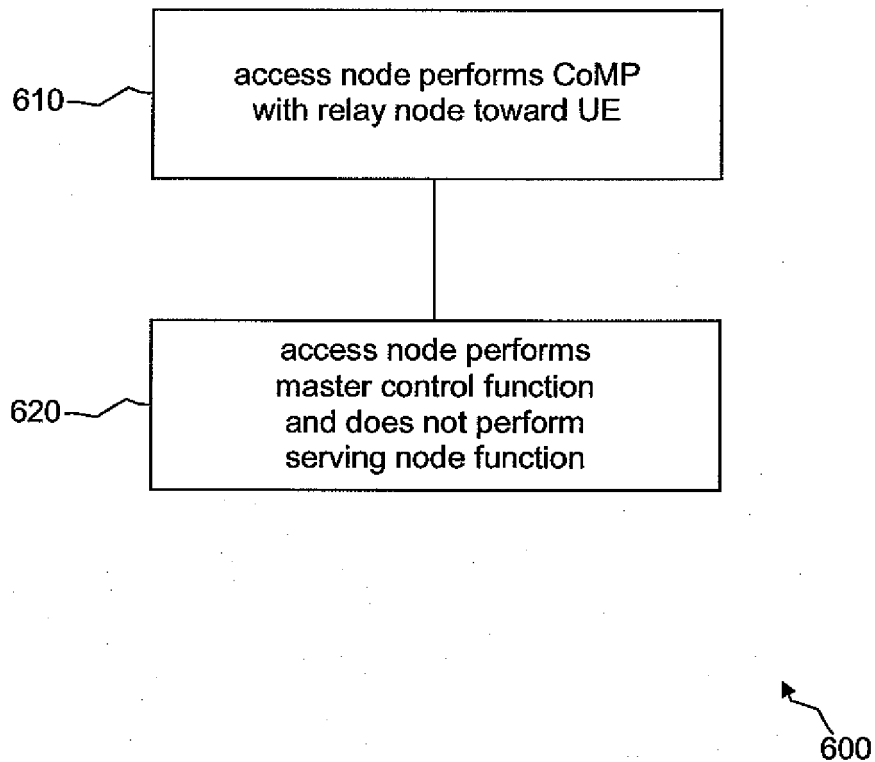 610
access node performs CoMP
with relay node toward UE
620
access node performs
master control function
and does not perform
serving node function
600